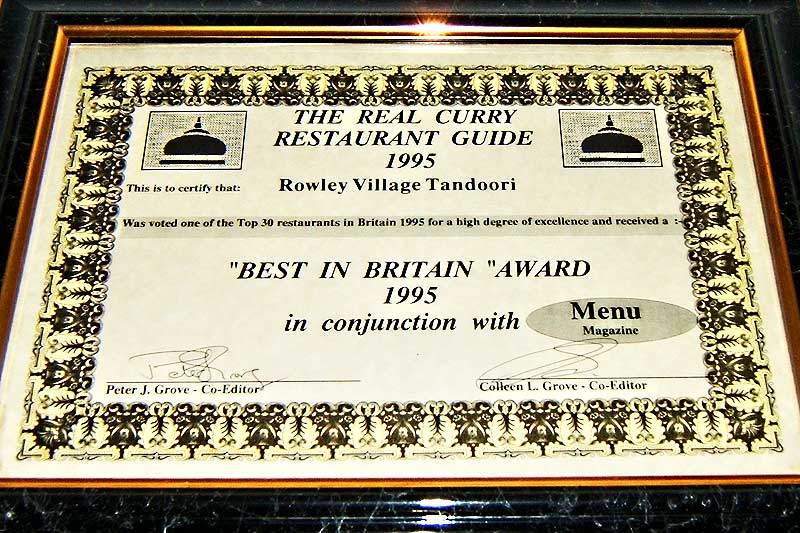 THE REAL CURRY
RESTAURANT GUIDE
1995
This is to certify that: Rowley Village Tandoori
Was voted one of the Top 30 restaurants in Britain 1995 for a high degree of excellence and received a :-
"BEST IN BRITAIN "AWARD
1995
in conjunction with Menu
Magazine
Peter J. Grove - Co-Editor
Colleen L. Grove - Co-Editor